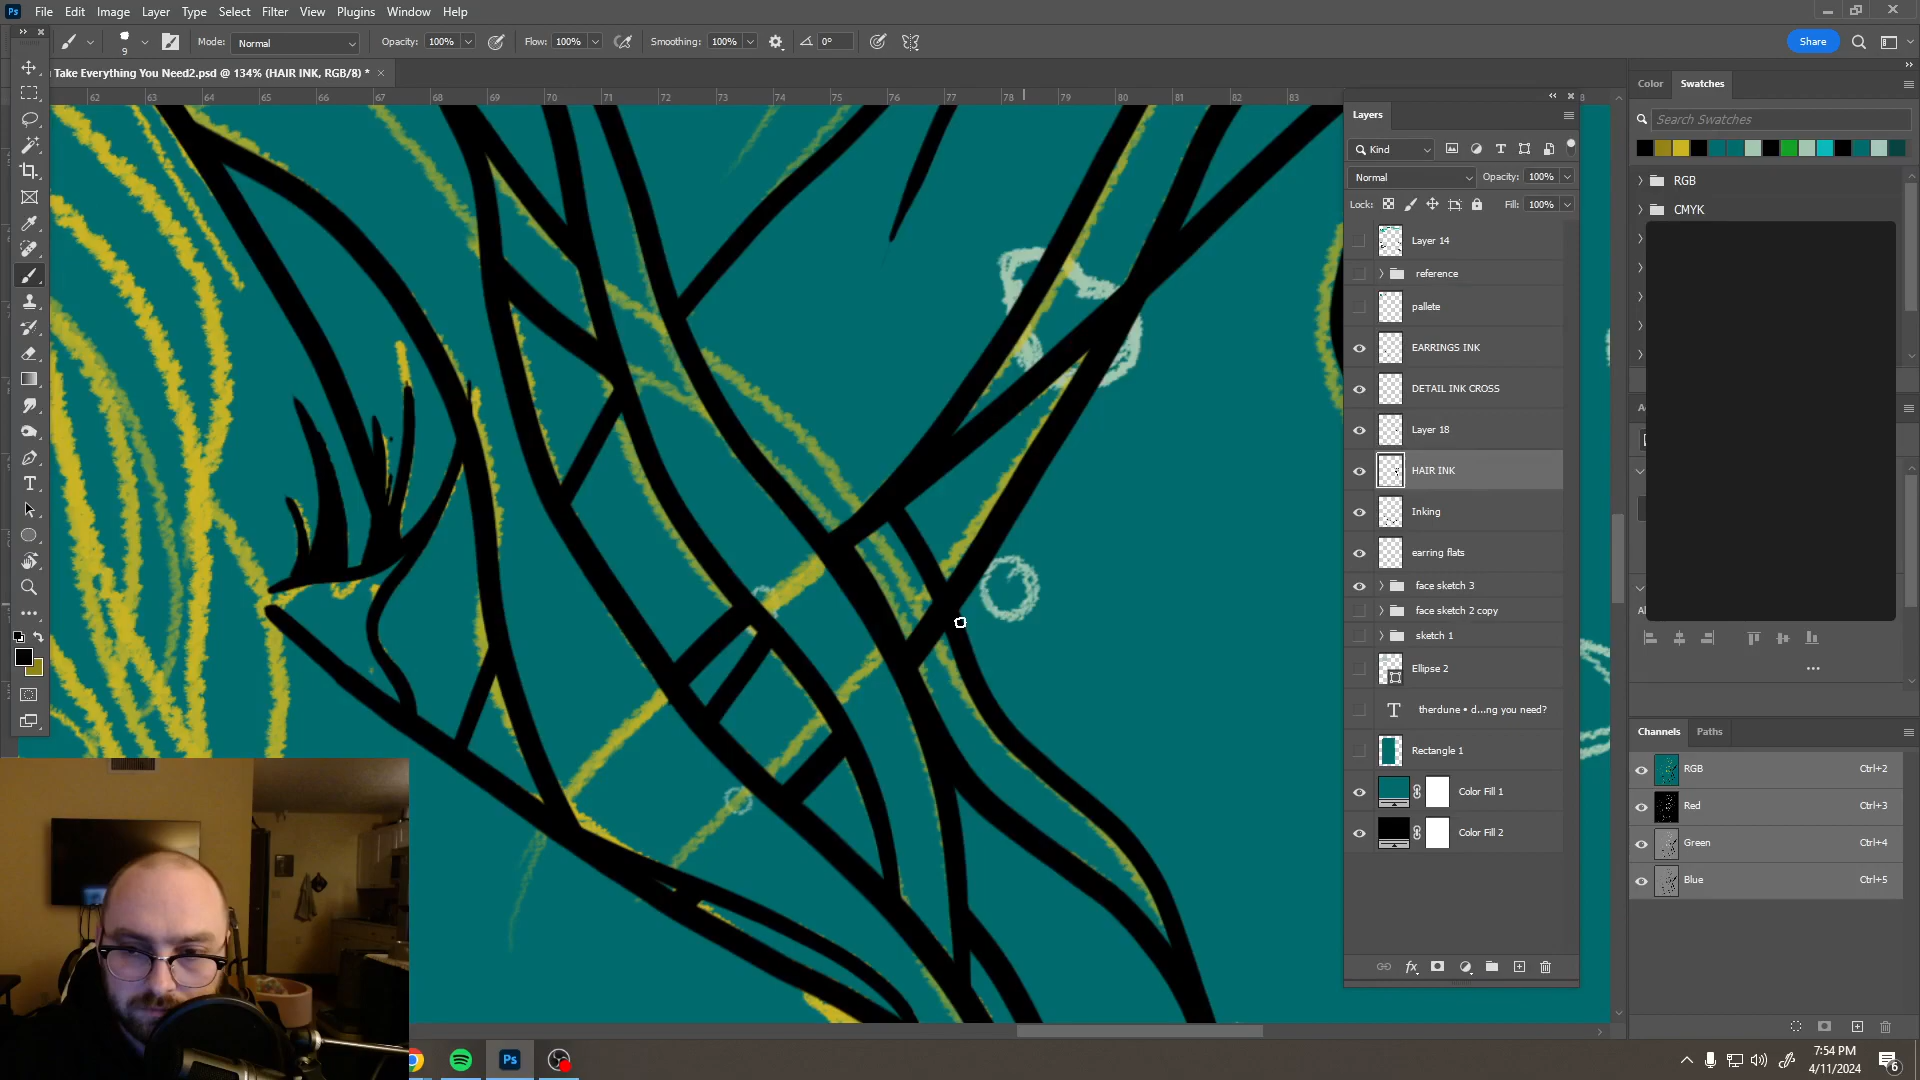 Ps File Edit Image Layer Type Select Filter View Plugins Window Help
9 Mode: Normal Opacity: 100% Flow: 100% Smoothing: 100% 0° Share
Take Everything You Need2.psd @ 134% (HAIR INK, RGB/8) * ×
62 63 64 65 66 67 68 69 70 71 72 73 74 75 76 77 78 79 80 81 82 83 8
Layers
Kind
Normal Opacity: 100%
Lock: Fill: 100%
Layer 14
reference
pallete
EARRINGS INK
DETAIL INK CROSS
Layer 18
HAIR INK
Inking
earring flats
face sketch 3
face sketch 2 copy
sketch 1
Ellipse 2
therdune • d...ng you need?
Rectangle 1
Color Fill 1
Color Fill 2
fx
Color Swatches
Search Swatches
RGB
CMYK
Channels Paths
RGB Ctrl+2
Red Ctrl+3
Green Ctrl+4
Blue Ctrl+5
Ps
7:54 PM
4/11/2024
6